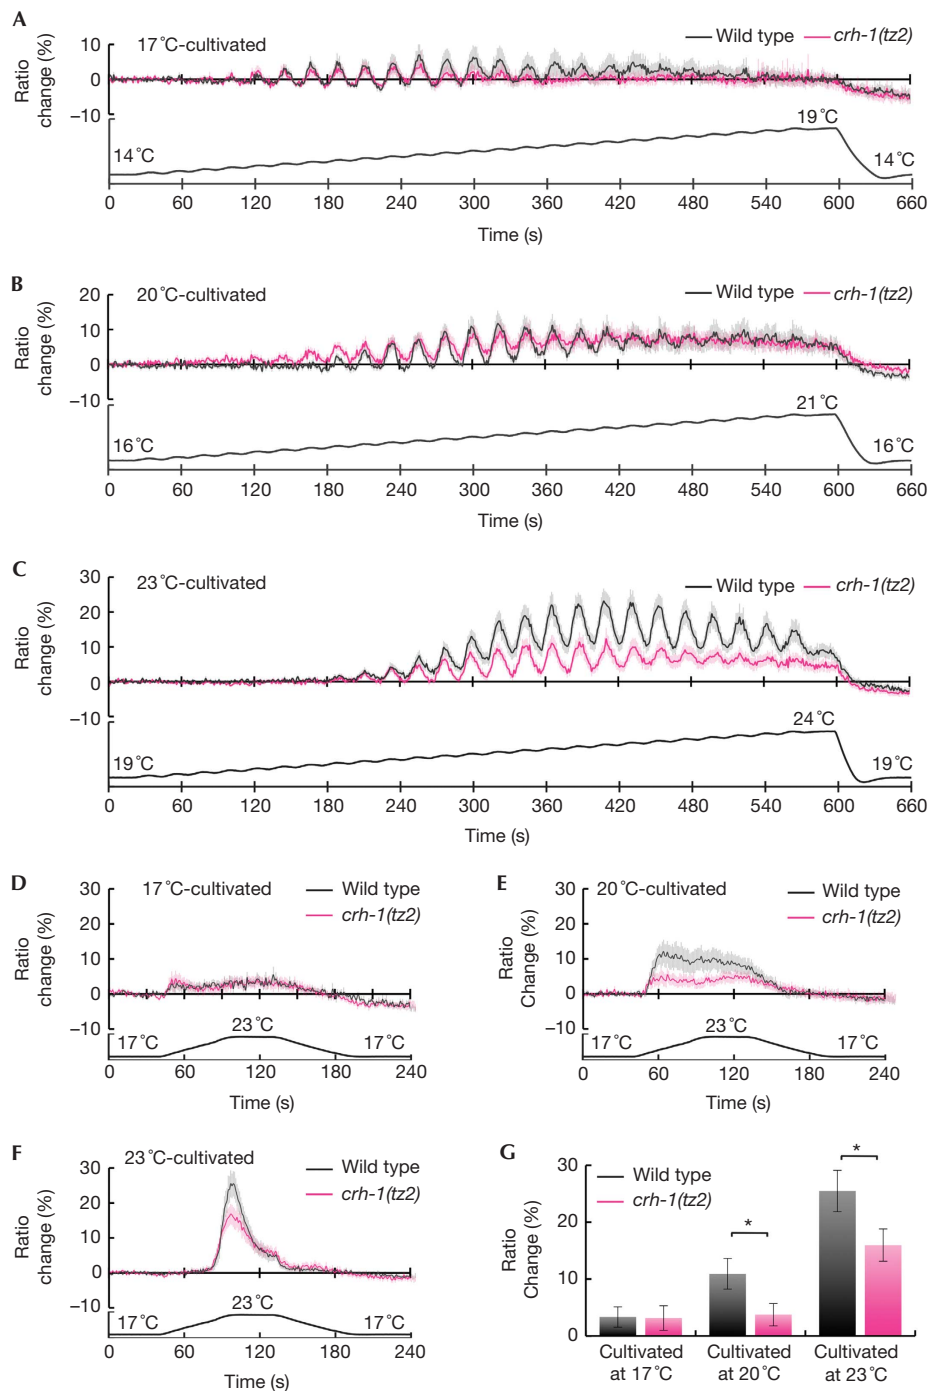 A
17°C-cultivated
Wild type
crh-1(tz2)
Ratio
change (%)
10
0
–10
14°C
19°C
14°C
0 60 120 180 240 300 360 420 480 540 600 660
Time (s)
B
20°C-cultivated
Wild type
crh-1(tz2)
Ratio
change (%)
20
10
0
–10
16°C
21°C
16°C
0 60 120 180 240 300 360 420 480 540 600 660
Time (s)
C
23°C-cultivated
Wild type
crh-1(tz2)
Ratio
change (%)
30
20
10
0
–10
19°C
24°C
19°C
0 60 120 180 240 300 360 420 480 540 600 660
Time (s)
D
17°C-cultivated
Wild type
crh-1(tz2)
Ratio
change (%)
30
20
10
0
–10
17°C
23°C
17°C
0 60 120 180 240
Time (s)
E
20°C-cultivated
Wild type
crh-1(tz2)
Ratio
Change (%)
30
20
10
0
–10
17°C
23°C
17°C
0 60 120 180 240
Time (s)
F
23°C-cultivated
Wild type
crh-1(tz2)
Ratio
change (%)
30
20
10
0
–10
17°C
23°C
17°C
0 60 120 180 240
Time (s)
G
Wild type
crh-1(tz2)
Ratio
Change (%)
30
20
10
0
*
*
Cultivated
at 17°C
Cultivated
at 20°C
Cultivated
at 23°C